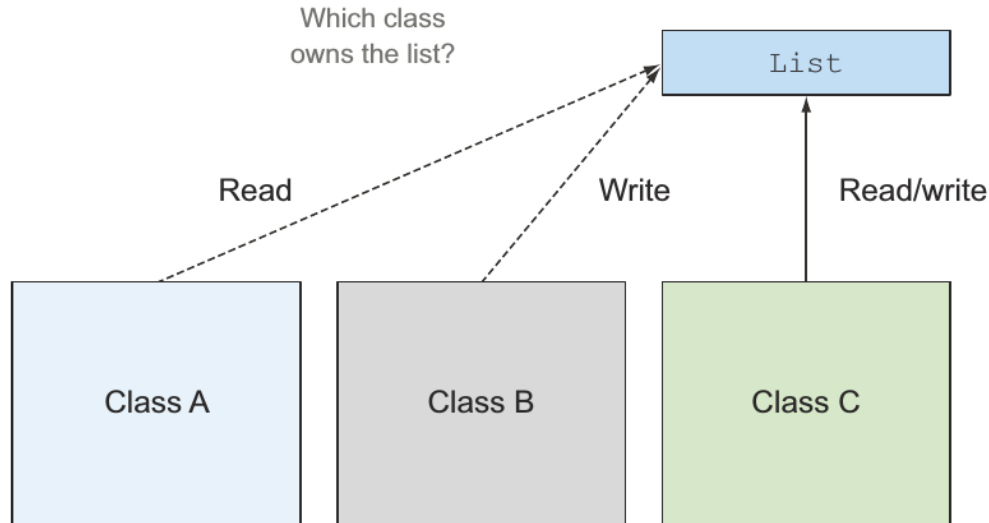 Which class
owns the list?
List
Read
Write
Read/write
Class A
Class B
Class C